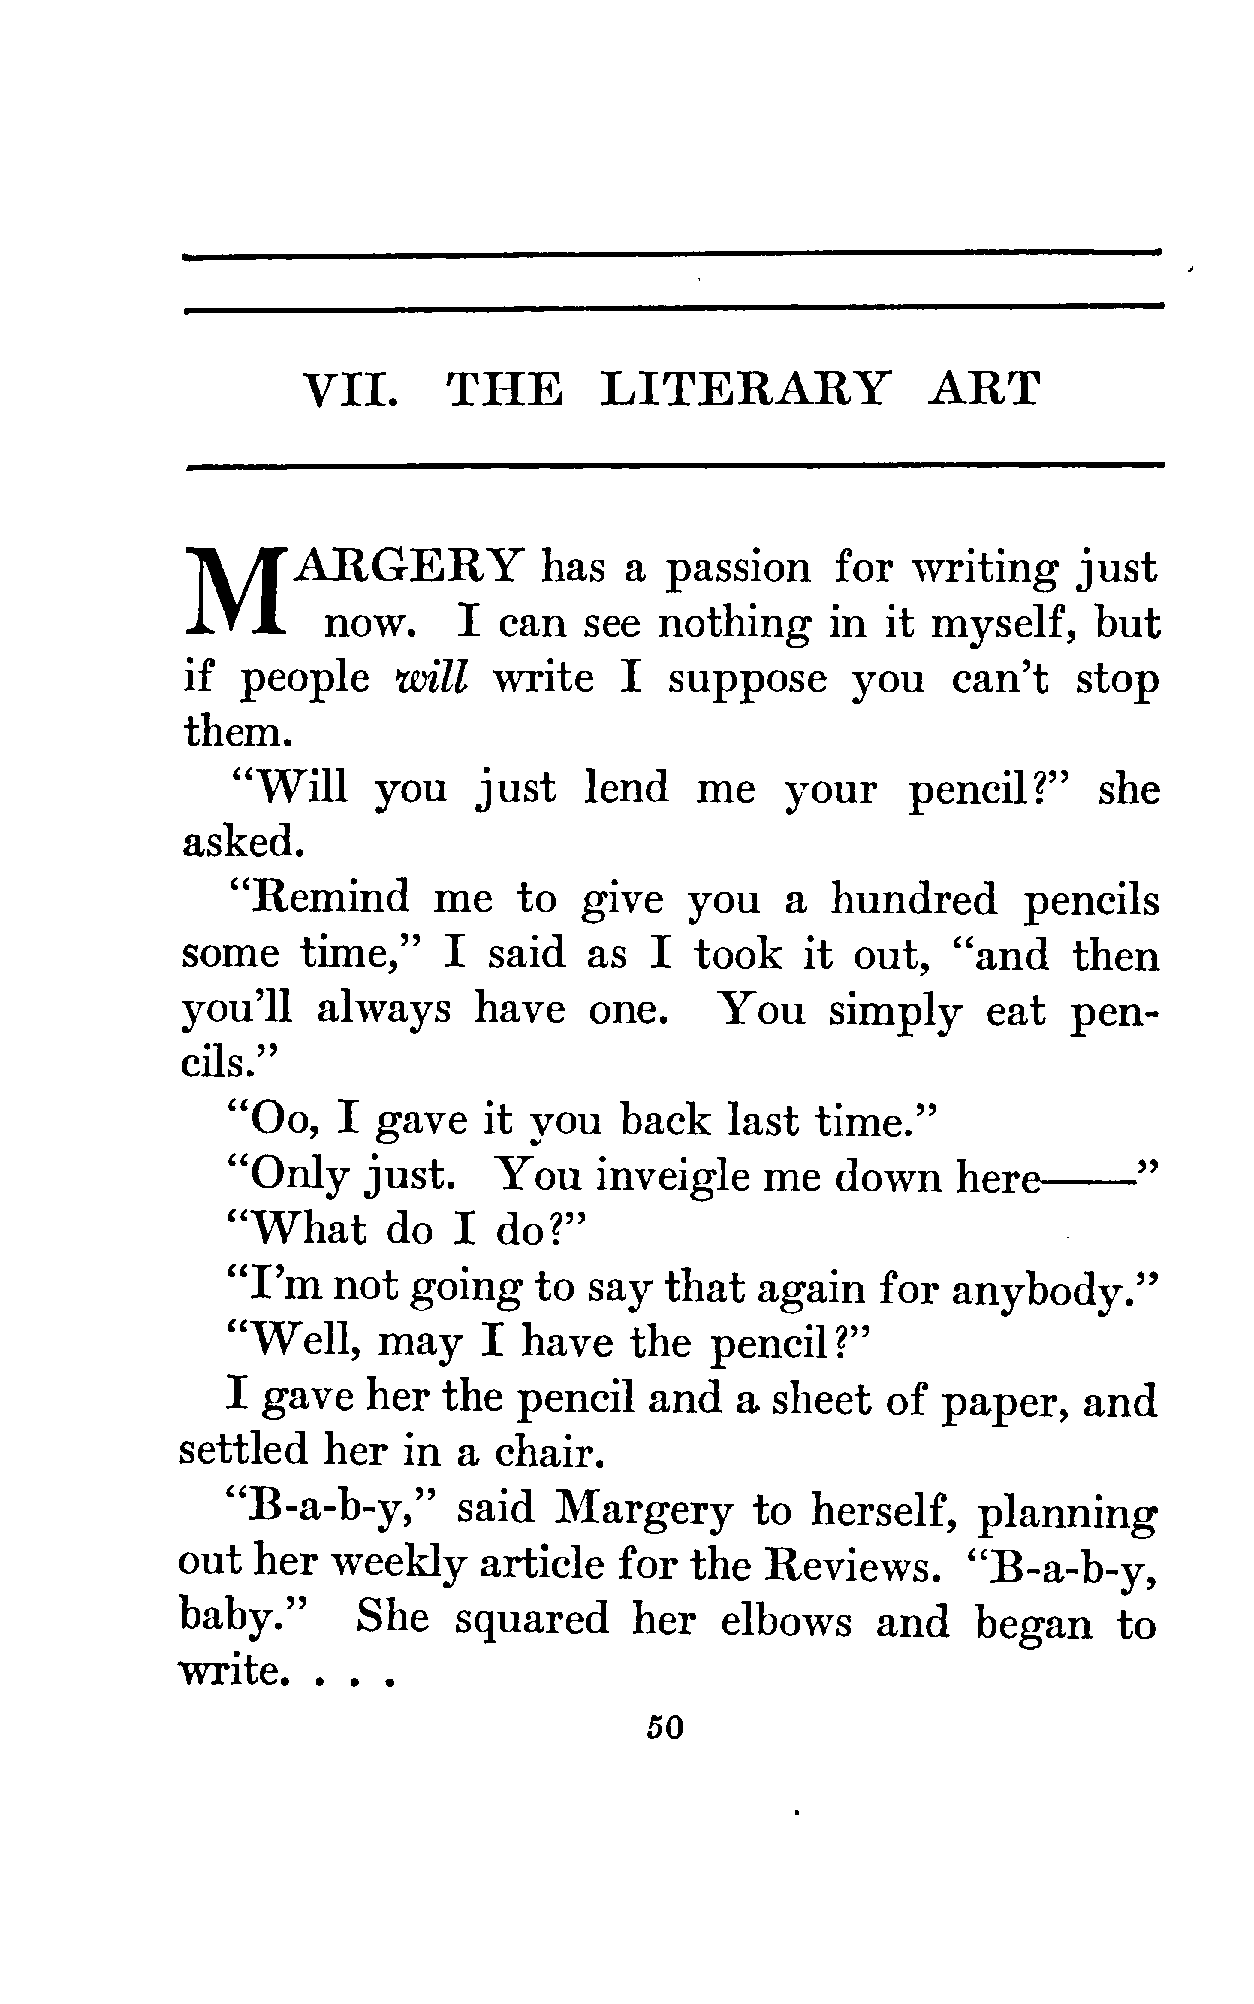 VII. THE LITERARY ART
MARGERY has a passion for writing just
now. I can see nothing in it myself, but
if people will write I suppose you can't stop
them.
“Will you just lend me your pencil?” she
asked.
“Remind me to give you a hundred pencils
some time,” I said as I took it out, “and then
you'll always have one. You simply eat pen-
cils.”
“Oo, I gave it you back last time.”
“Only just. You inveigle me down here——”
“What do I do?”
“I'm not going to say that again for anybody.”
“Well, may I have the pencil?”
I gave her the pencil and a sheet of paper, and
settled her in a chair.
“B-a-b-y,” said Margery to herself, planning
out her weekly article for the Reviews. “B-a-b-y,
baby.” She squared her elbows and began to
write. . . .
50